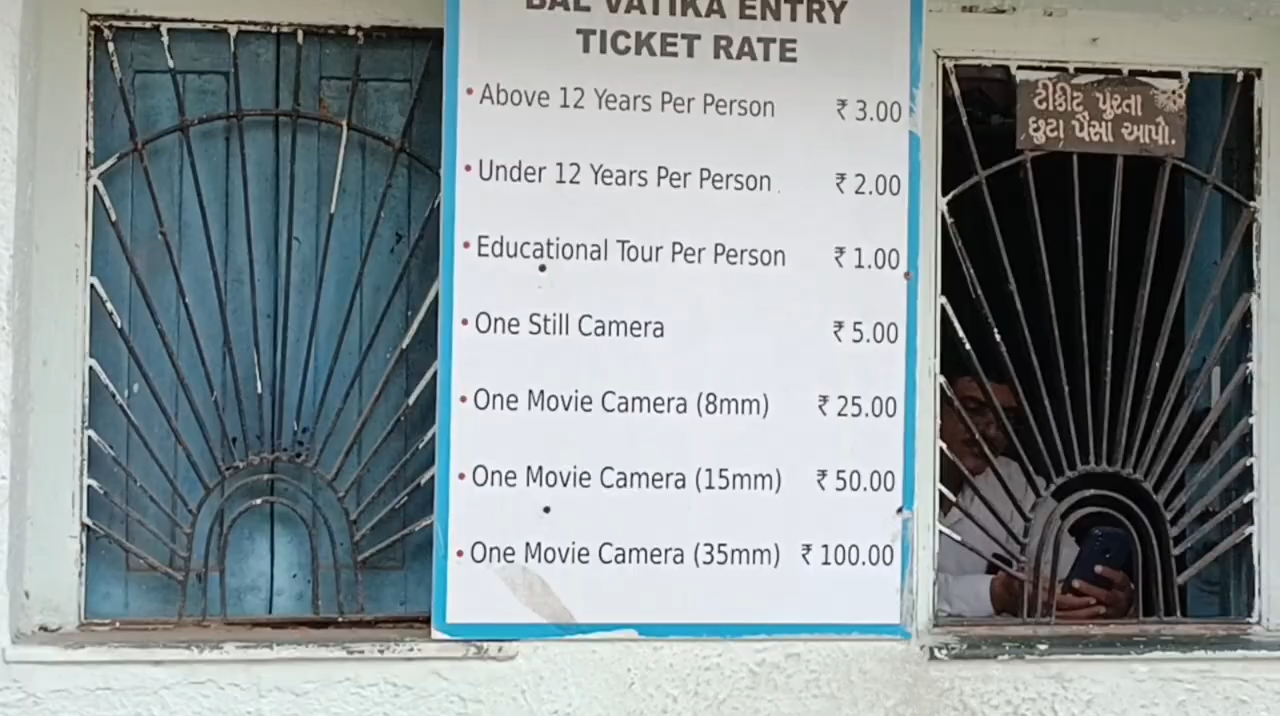 BAL VATIKA ENTRY
TICKET RATE
• Above 12 Years Per Person ₹ 3.00
• Under 12 Years Per Person ₹ 2.00
• Educational Tour Per Person ₹ 1.00
• One Still Camera ₹ 5.00
• One Movie Camera (8mm) ₹ 25.00
• One Movie Camera (15mm) ₹ 50.00
• One Movie Camera (35mm) ₹ 100.00
ટીકીટ પુરતા
છુટા પૈસા આપો.